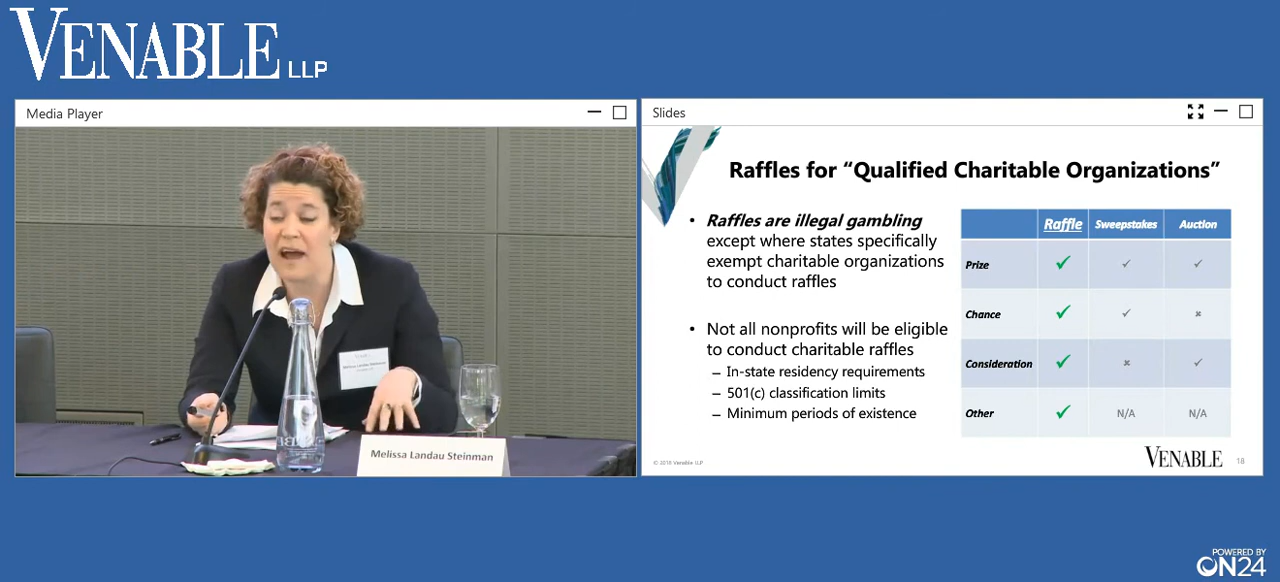 VENABLE LLP
Media Player
Melissa Landau Steinman
Slides
Raffles for “Qualified Charitable Organizations”
• Raffles are illegal gambling
except where states specifically
exempt charitable organizations
to conduct raffles
• Not all nonprofits will be eligible
to conduct charitable raffles
– In-state residency requirements
– 501(c) classification limits
– Minimum periods of existence
Raffle Sweepstakes Auction
Prize ✓ ✓ ✓
Chance ✓ ✓ ×
Consideration ✓ × ✓
Other ✓ N/A N/A
© 2018 Venable LLP
VENABLE
18
POWERED BY
ON24